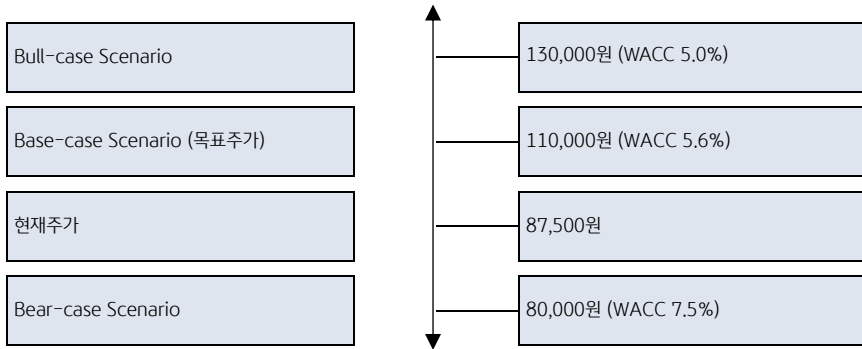 Bull-case Scenario
130,000원 (WACC 5.0%)
Base-case Scenario (목표주가)
110,000원 (WACC 5.6%)
현재주가
87,500원
Bear-case Scenario
80,000원 (WACC 7.5%)